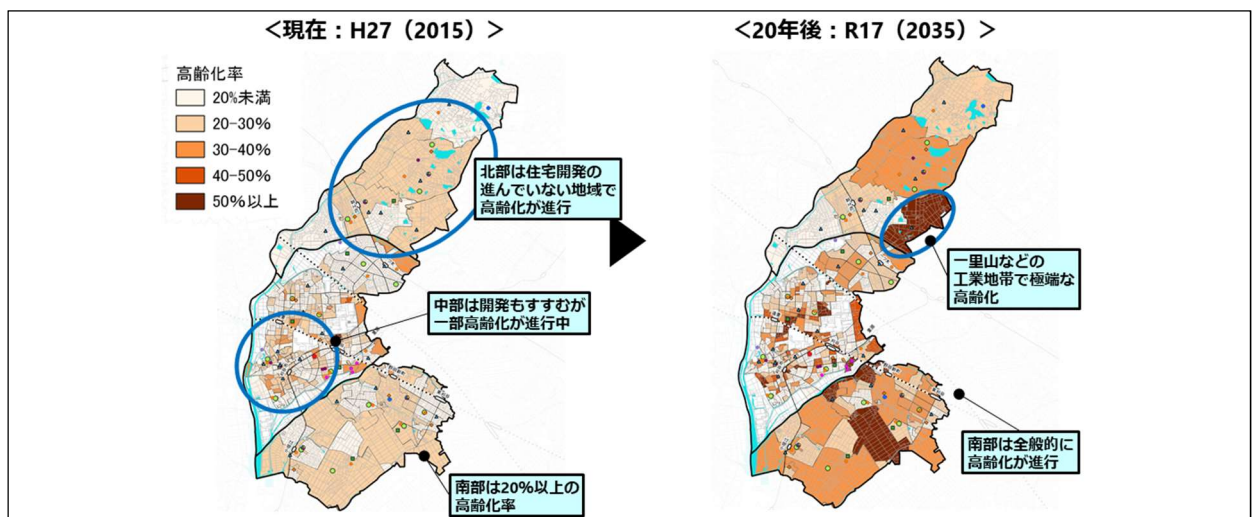 ＜現在：H27（2015）＞
高齢化率
20%未満
20-30%
30-40%
40-50%
50%以上
北部は住宅開発の
進んでいない地域で
高齢化が進行
中部は開発もすすむが
一部高齢化が進行中
南部は20%以上の
高齢化率
＜20年後：R17（2035）＞
一里山などの
工業地帯で極端な
高齢化
南部は全般的に
高齢化が進行